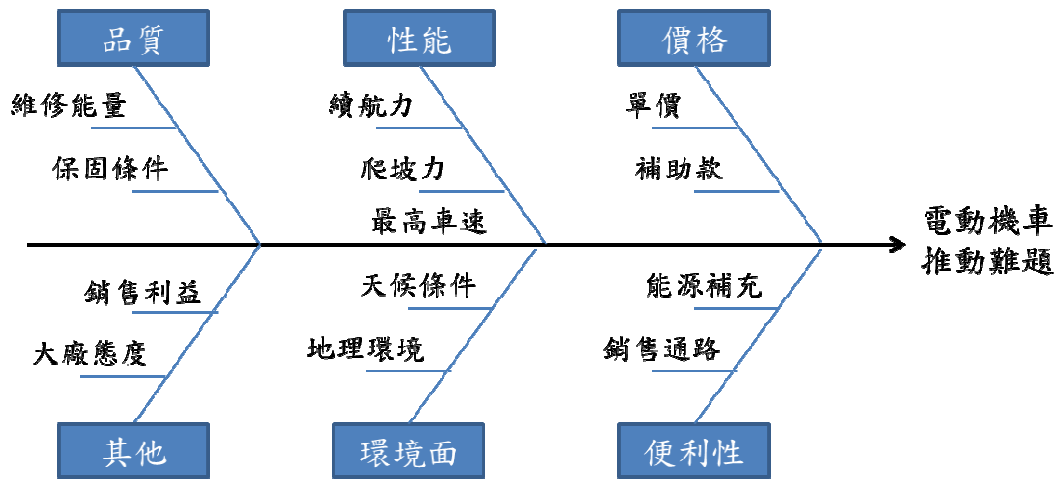 品質
性能
價格
維修能量
續航力
單價
保固條件
爬坡力
補助款
最高車速
電動機車
推動難題
銷售利益
天候條件
能源補充
大廠態度
地理環境
銷售通路
其他
環境面
便利性